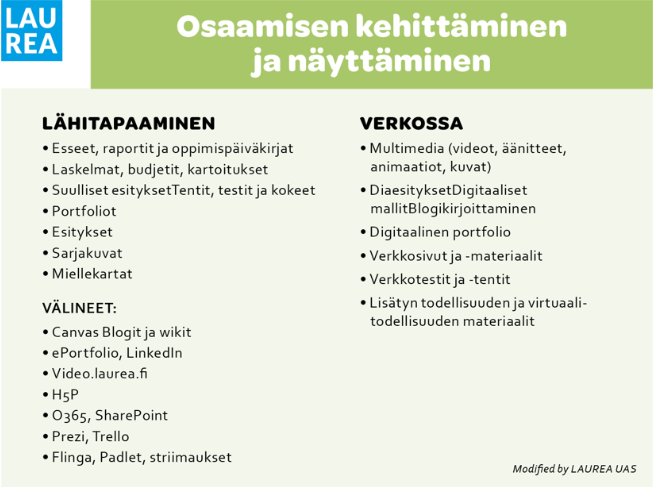 LAU
REA
Osaamisen kehittäminen
ja näyttäminen
LÄHITAPAAMINEN
• Esseet, raportit ja oppimispäiväkirjat
• Laskelmat, budjetit, kartoitukset
• Suulliset esityksetTentit, testit ja kokeet
• Portfoliot
• Esitykset
• Sarjakuvat
• Miellekartat
VÄLINEET:
• Canvas Blogit ja wikit
• ePortfolio, LinkedIn
• Video.laurea.fi
• H5P
• O365, SharePoint
• Prezi, Trello
• Flinga, Padlet, striimaukset
VERKOSSA
• Multimedia (videot, äänitteet,
animaatiot, kuvat)
• DiaesityksetDigitaaliset
mallitBlogikirjoittaminen
• Digitaalinen portfolio
• Verkkosivut ja -materiaalit
• Verkkotestit ja -tentit
• Lisätyn todellisuuden ja virtuaali-
todellisuuden materiaalit
Modified by LAUREA UAS